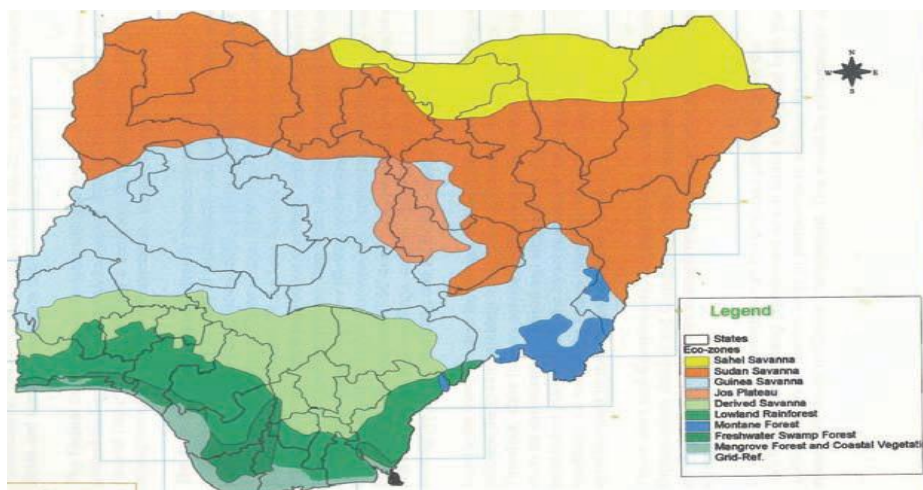 N
W E
S
Legend
States
Eco-zones
Sahel Savanna
Sudan Savanna
Guinea Savanna
Jos Plateau
Derived Savanna
Lowland Rainforest
Montane Forest
Freshwater Swamp Forest
Mangrove Forest and Coastal Vegetati
Grid-Ref.